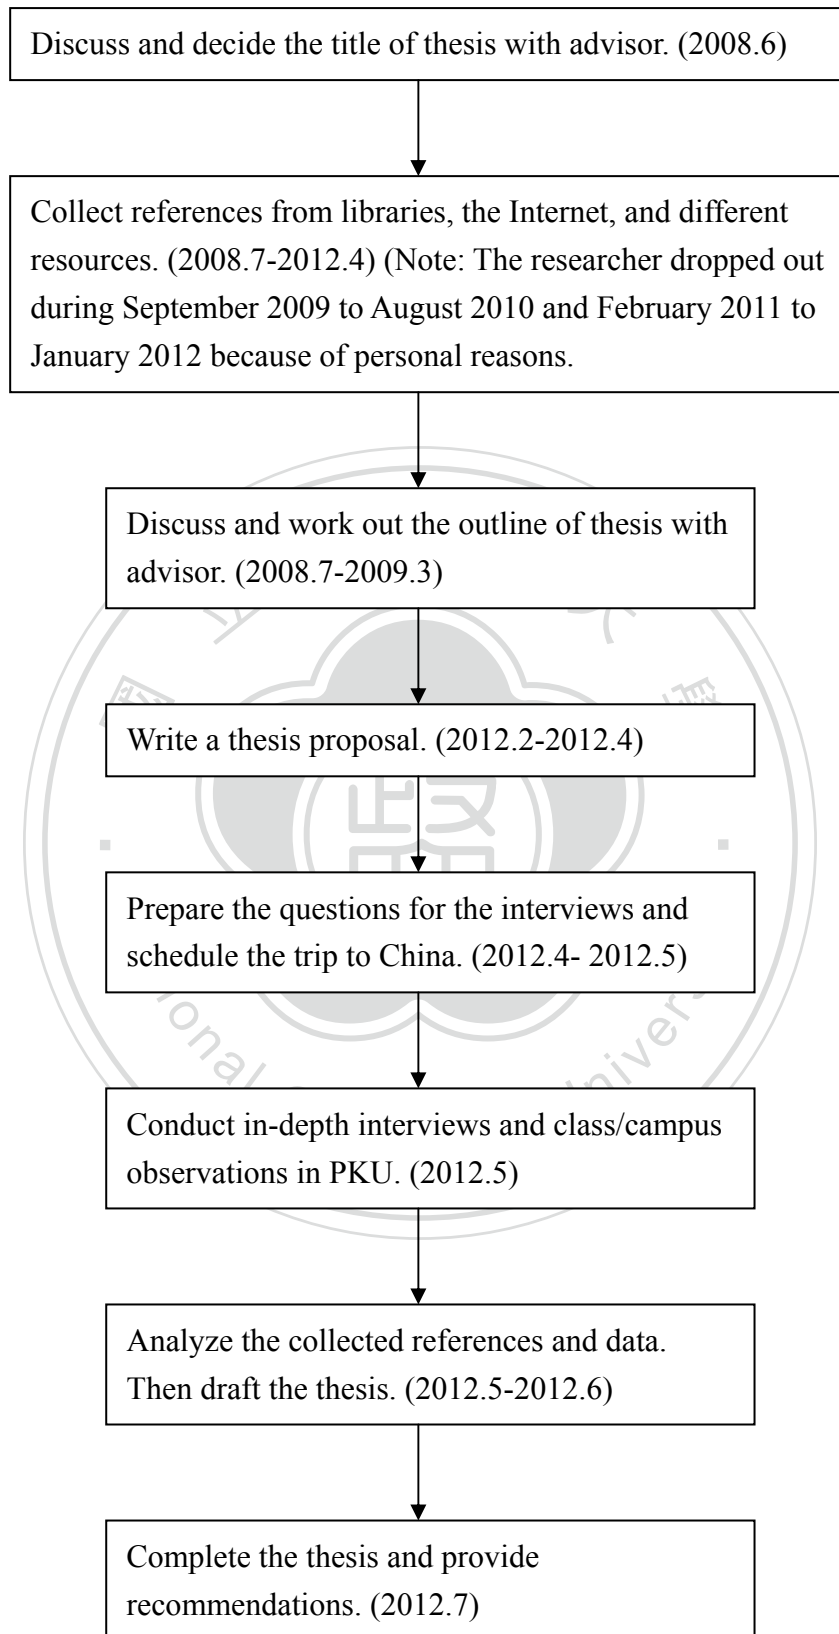 Discuss and decide the title of thesis with advisor. (2008.6)
Collect references from libraries, the Internet, and different
resources. (2008.7-2012.4) (Note: The researcher dropped out
during September 2009 to August 2010 and February 2011 to
January 2012 because of personal reasons.
Discuss and work out the outline of thesis with
advisor. (2008.7-2009.3)
Write a thesis proposal. (2012.2-2012.4)
Prepare the questions for the interviews and
schedule the trip to China. (2012.4- 2012.5)
Conduct in-depth interviews and class/campus
observations in PKU. (2012.5)
Analyze the collected references and data.
Then draft the thesis. (2012.5-2012.6)
Complete the thesis and provide
recommendations. (2012.7)